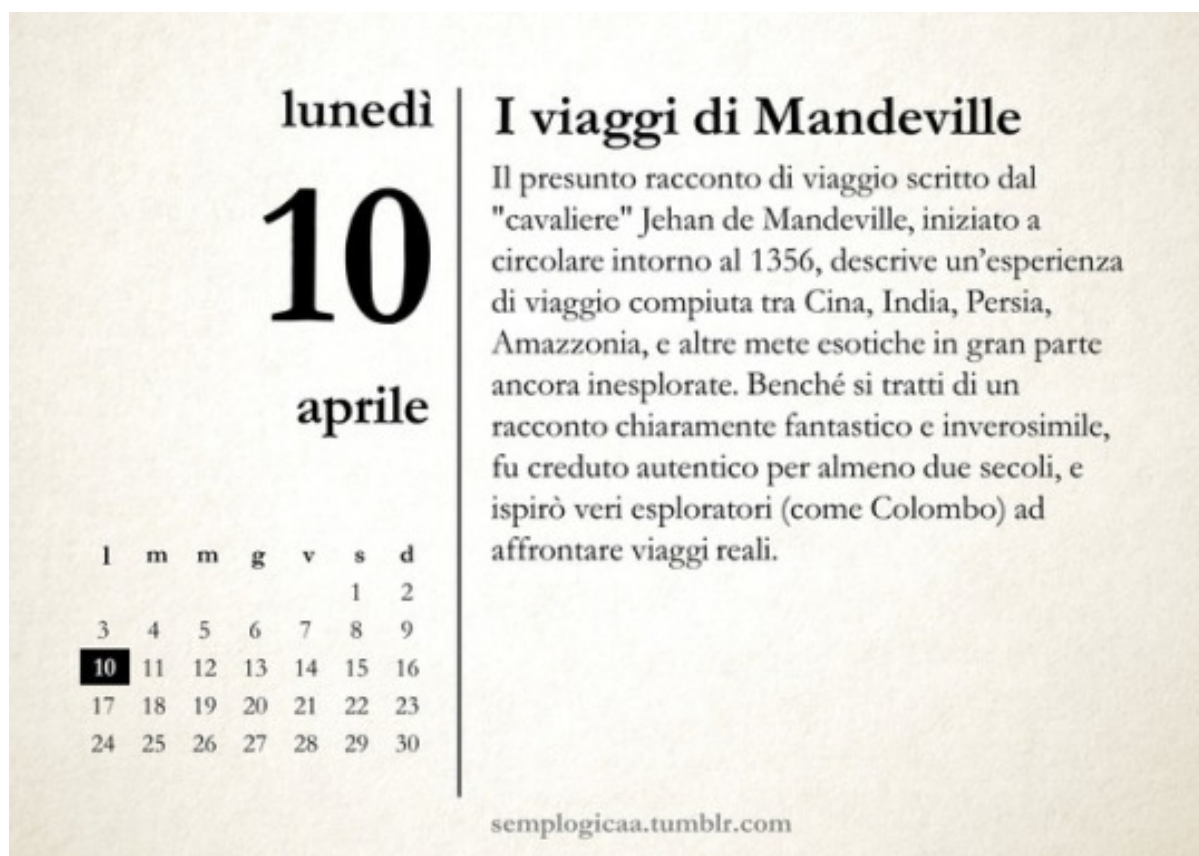 lunedì
10
aprile
l m m g v s d
1 2
3 4 5 6 7 8 9
10 11 12 13 14 15 16
17 18 19 20 21 22 23
24 25 26 27 28 29 30
I viaggi di Mandeville
Il presunto racconto di viaggio scritto dal
"cavaliere" Jehan de Mandeville, iniziato a
circolare intorno al 1356, descrive un’esperienza
di viaggio compiuta tra Cina, India, Persia,
Amazzonia, e altre mete esotiche in gran parte
ancora inesplorate. Benché si tratti di un
racconto chiaramente fantastico e inverosimile,
fu creduto autentico per almeno due secoli, e
ispirò veri esploratori (come Colombo) ad
affrontare viaggi reali.
semplogicaa.tumblr.com